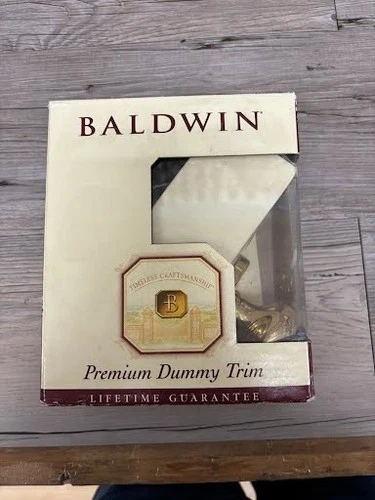 BALDWIN
TIMELESS CRAFTSMANSHIP
B
Premium Dummy Trim
LIFETIME GUARANTEE